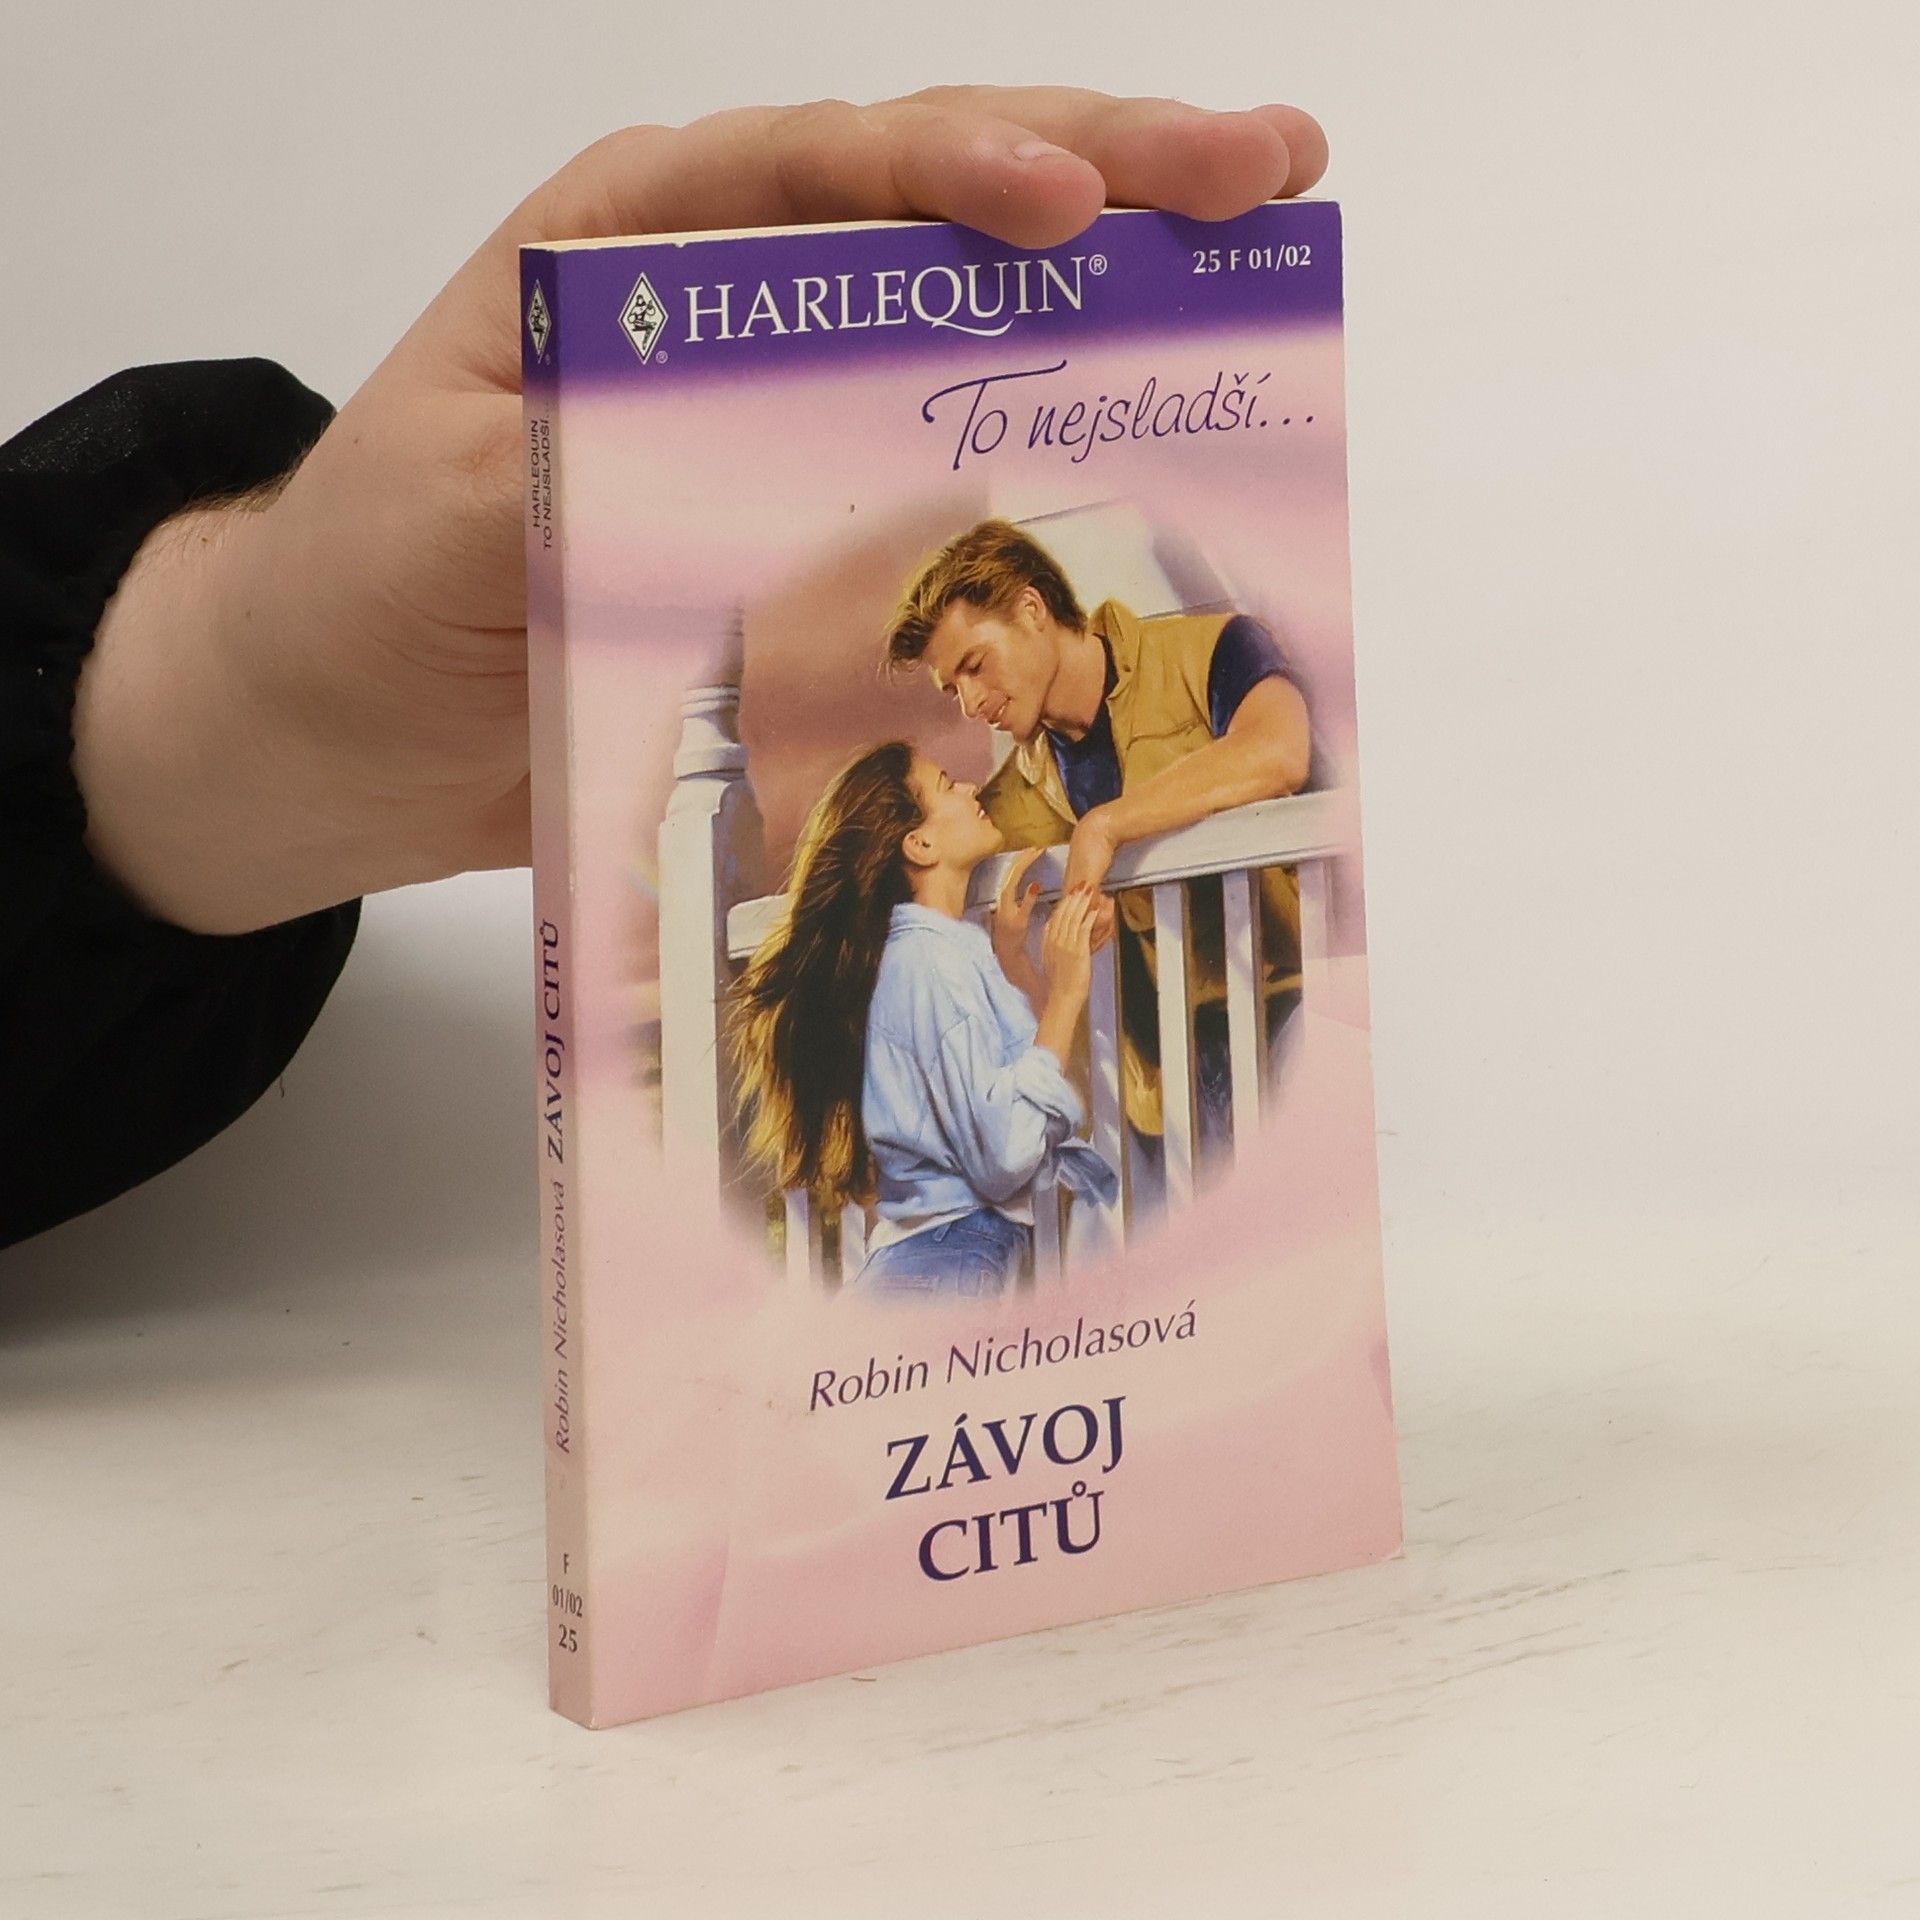 HARLEQUIN®
25 F 01/02
To nejsladší...
Robin Nicholasová
ZÁVOJ
CITŮ
HARLEQUIN
TO NEJSLADŠÍ...
Robin Nicholasová ZÁVOJ CITŮ
F
01/02
25